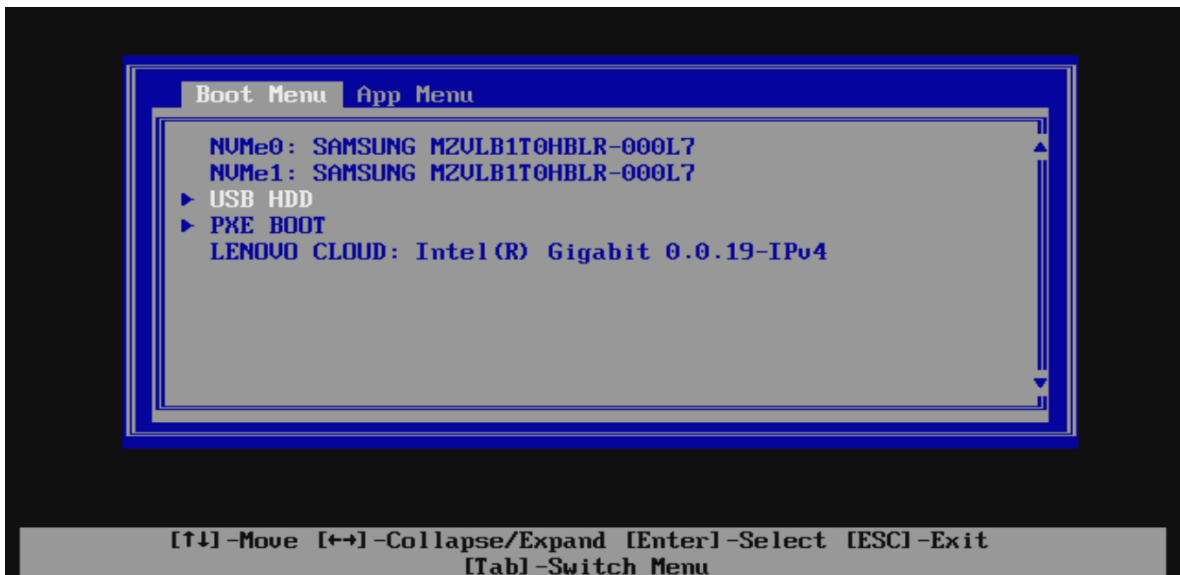 Boot Menu App Menu
NVMe0: SAMSUNG MZVLB1T0HBLR-000L7
NVMe1: SAMSUNG MZVLB1T0HBLR-000L7
▶ USB HDD
▶ PXE BOOT
LENOVO CLOUD: Intel(R) Gigabit 0.0.19-IPv4
[↑↓]-Move [←→]-Collapse/Expand [Enter]-Select [ESC]-Exit
[Tab]-Switch Menu